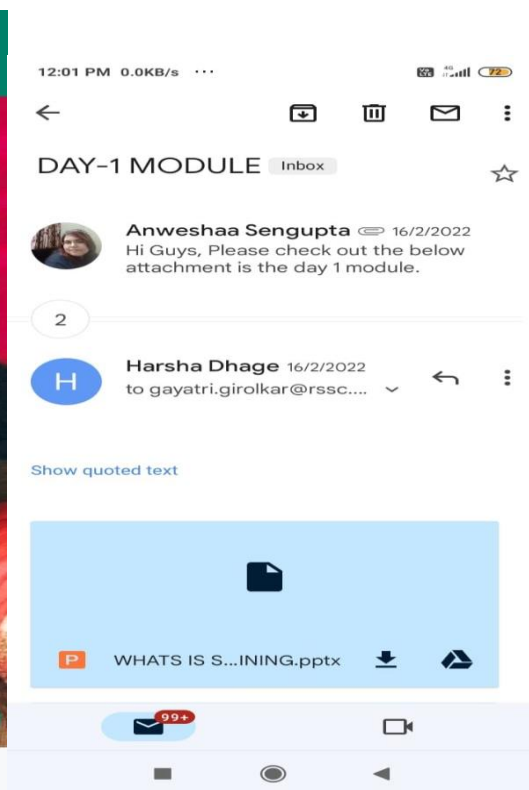 12:01 PM 0.0KB/s ...
4G
72
DAY-1 MODULE Inbox
Anweshaa Sengupta 16/2/2022
Hi Guys, Please check out the below
attachment is the day 1 module.
2
H
Harsha Dhage 16/2/2022
to gayatri.girolkar@rssc....
Show quoted text
P
WHATS IS S...INING.pptx
99+